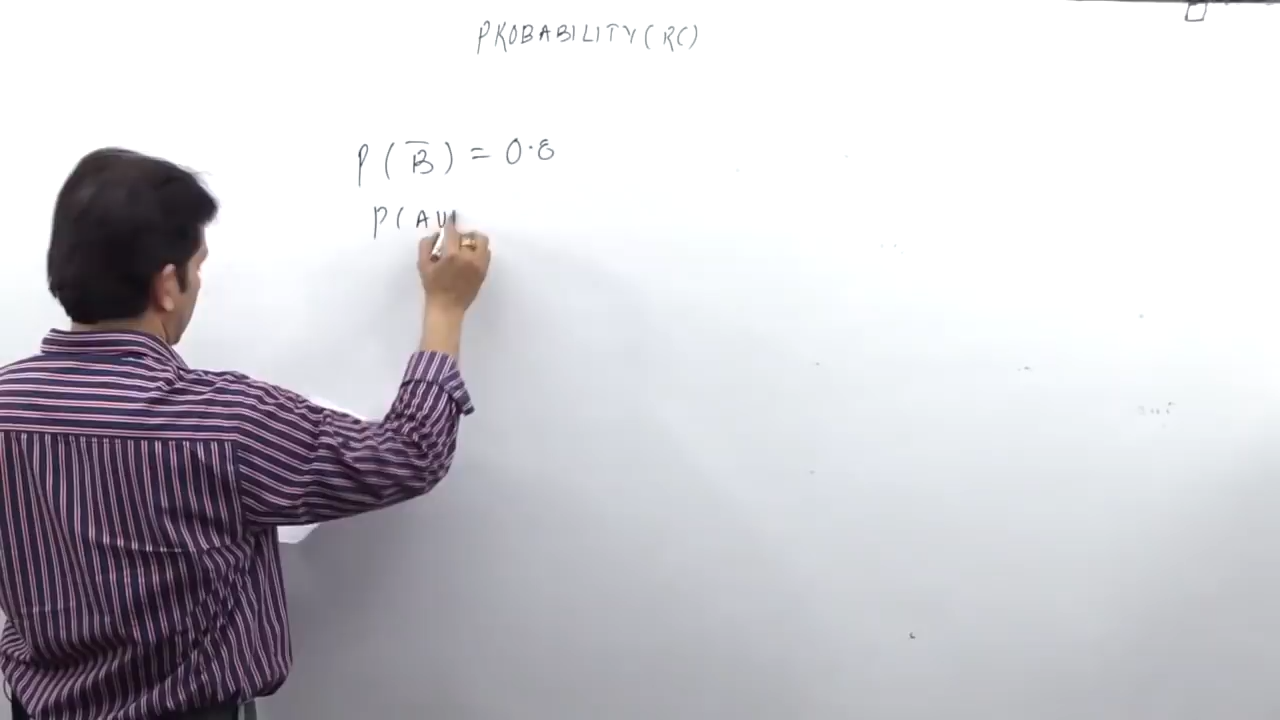 PROBABILITY (RC)
P(B̅) = 0.8
P(AU